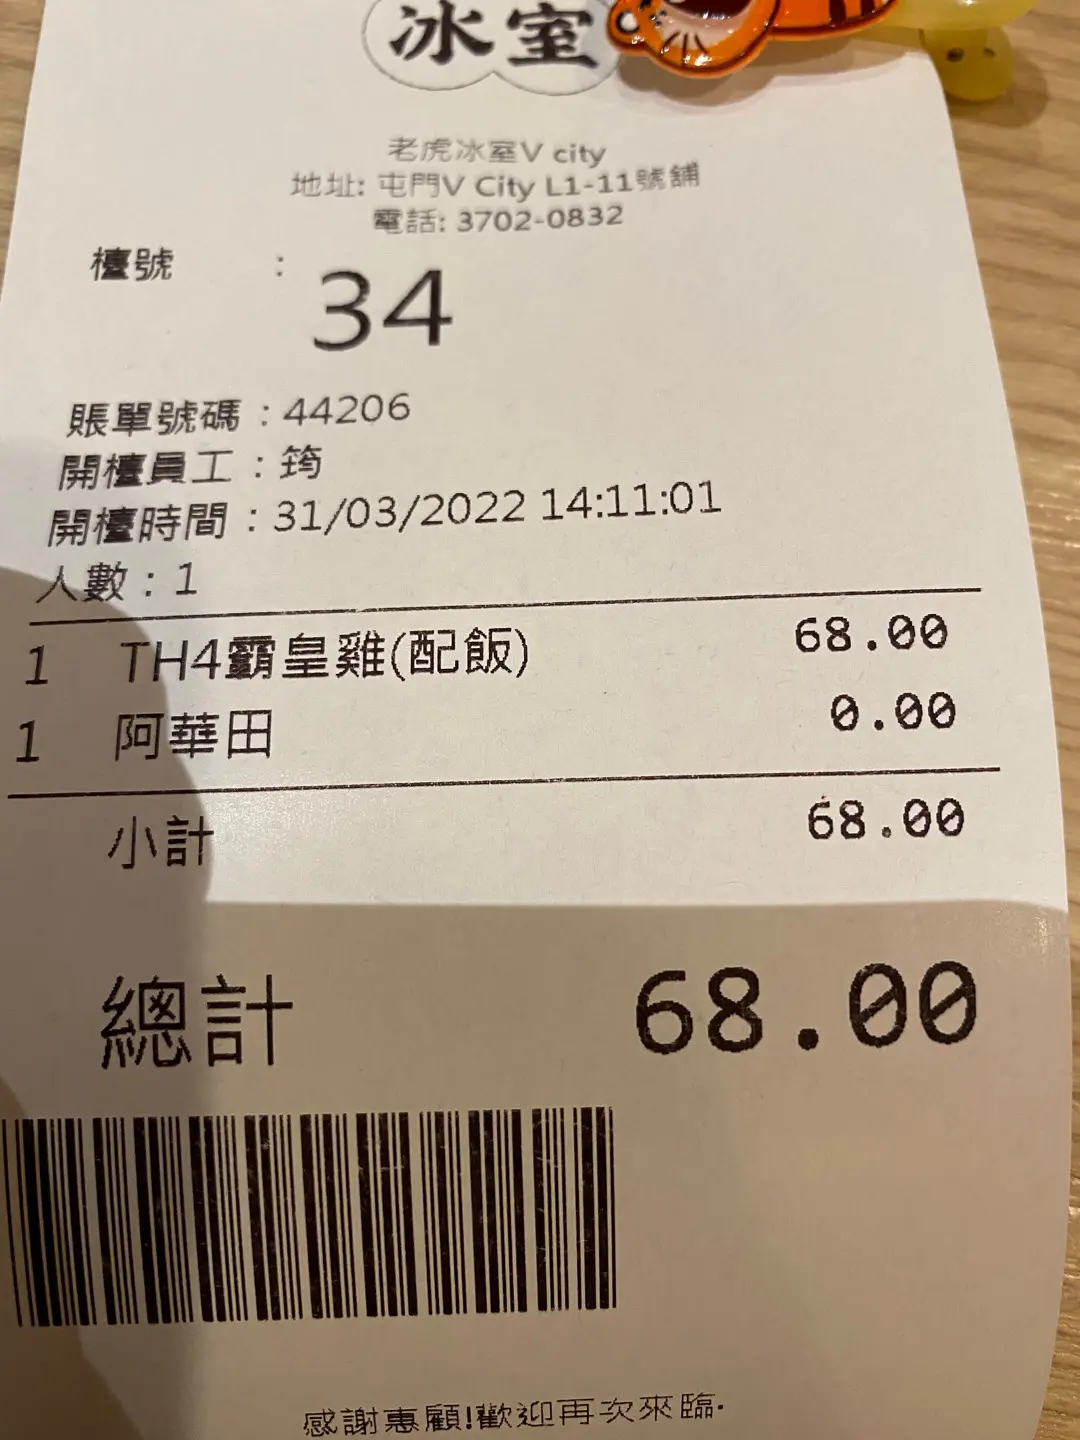 冰室
老虎冰室V city
地址: 屯門V City L1-11號舖
電話: 3702-0832
檯號 : 34
賬單號碼 : 44206
開檯員工 : 筠
開檯時間 : 31/03/2022 14:11:01
人數 : 1
1 TH4霸皇雞(配飯) 68.00
1 阿華田 0.00
小計 68.00
總計 68.00
感謝惠顧!歡迎再次來臨.